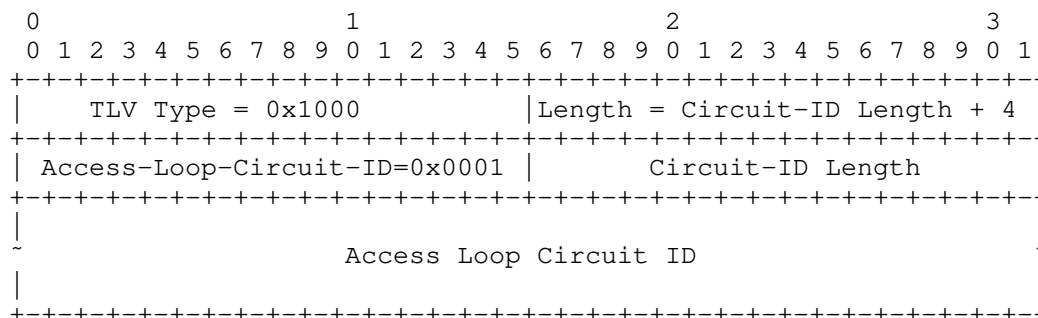 0                   1                   2                   3
0 1 2 3 4 5 6 7 8 9 0 1 2 3 4 5 6 7 8 9 0 1 2 3 4 5 6 7 8 9 0 1
+-+-+-+-+-+-+-+-+-+-+-+-+-+-+-+-+-+-+-+-+-+-+-+-+-+-+-+-+-+-+-+-
|    TLV Type = 0x1000          |Length = Circuit-ID Length + 4
+-+-+-+-+-+-+-+-+-+-+-+-+-+-+-+-+-+-+-+-+-+-+-+-+-+-+-+-+-+-+-+-
| Access-Loop-Circuit-ID=0x0001 |       Circuit-ID Length
+-+-+-+-+-+-+-+-+-+-+-+-+-+-+-+-+-+-+-+-+-+-+-+-+-+-+-+-+-+-+-+-
|
~                    Access Loop Circuit ID                     ~
|
+-+-+-+-+-+-+-+-+-+-+-+-+-+-+-+-+-+-+-+-+-+-+-+-+-+-+-+-+-+-+-+-